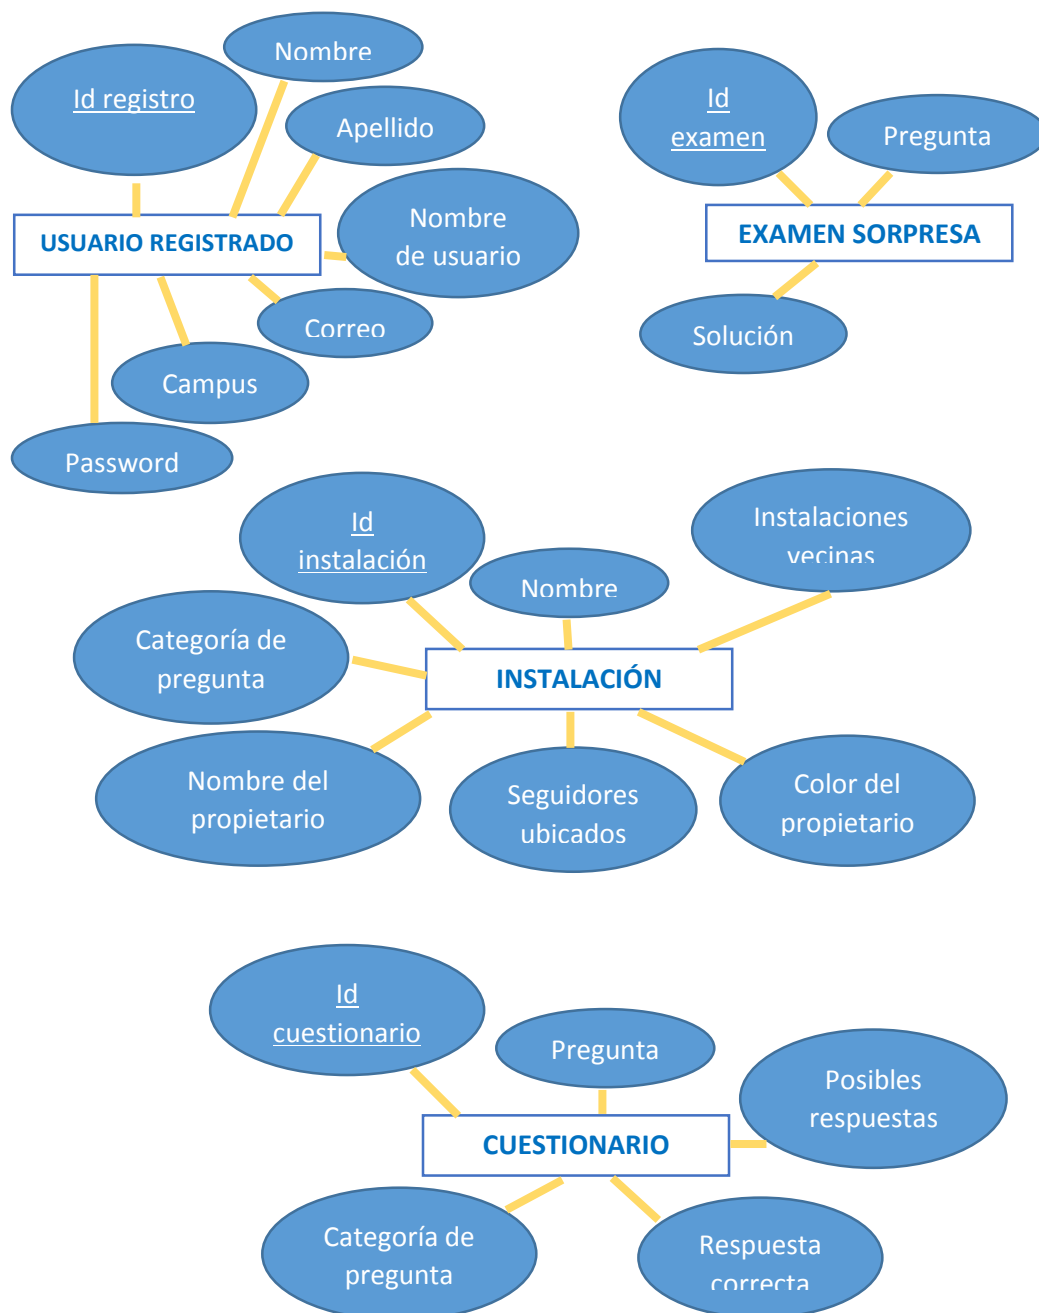 Nombre
Id registro
Apellido
Nombre
de usuario
USUARIO REGISTRADO
Correo
Campus
Password
Id
examen
Pregunta
EXAMEN SORPRESA
Solución
Id
instalación
Nombre
Instalaciones
vecinas
Categoría de
pregunta
INSTALACIÓN
Nombre del
propietario
Seguidores
ubicados
Color del
propietario
Id
cuestionario
Pregunta
Posibles
respuestas
CUESTIONARIO
Categoría de
pregunta
Respuesta
correcta